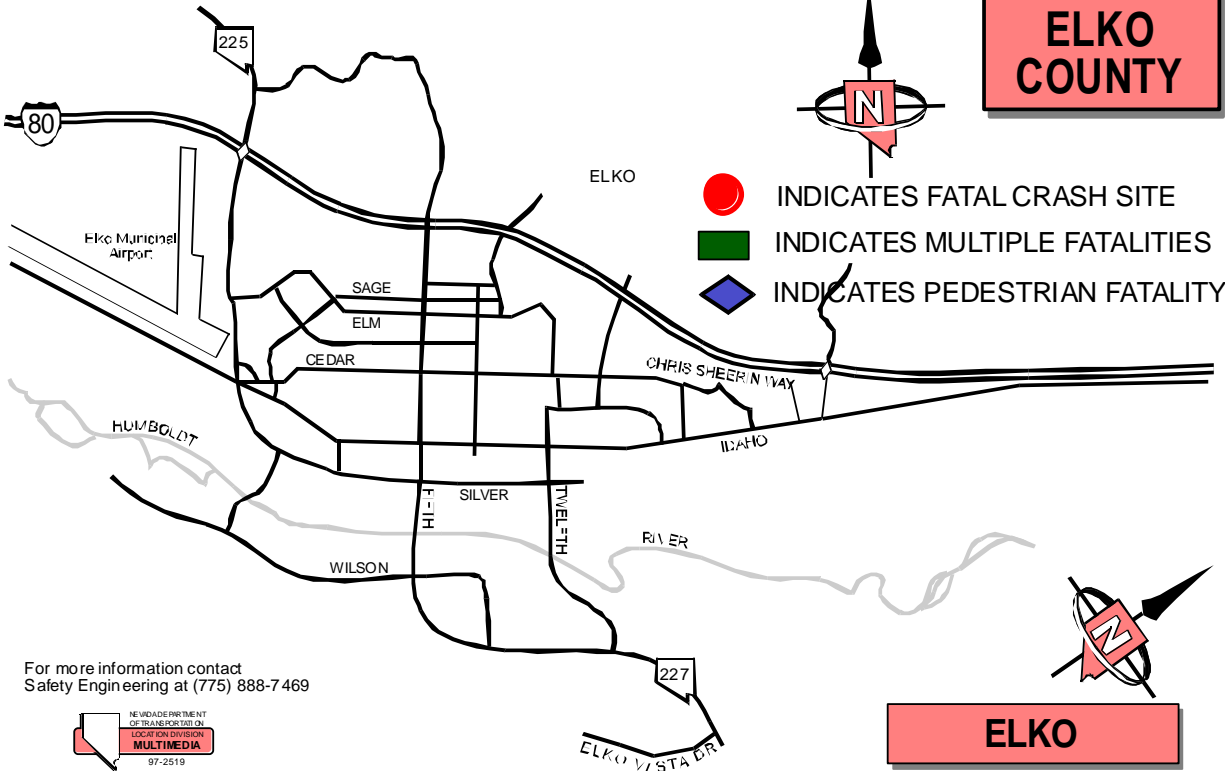 225
ELKO
COUNTY
N
80
ELKO
INDICATES FATAL CRASH SITE
INDICATES MULTIPLE FATALITIES
INDICATES PEDESTRIAN FATALITY
Elko Municipal
Airport
SAGE
ELM
CEDAR
CHRIS SHEERIN WAY
IDAHO
HUMBOLDT
SILVER
FIFTH
TWELFTH
RIVER
WILSON
N
227
For more information contact
Safety Engineering at (775) 888-7469
NEVADA DEPARTMENT
OF TRANSPORTATION
LOCATION DIVISION
MULTIMEDIA
97-2519
ELKO VISTA DR
ELKO